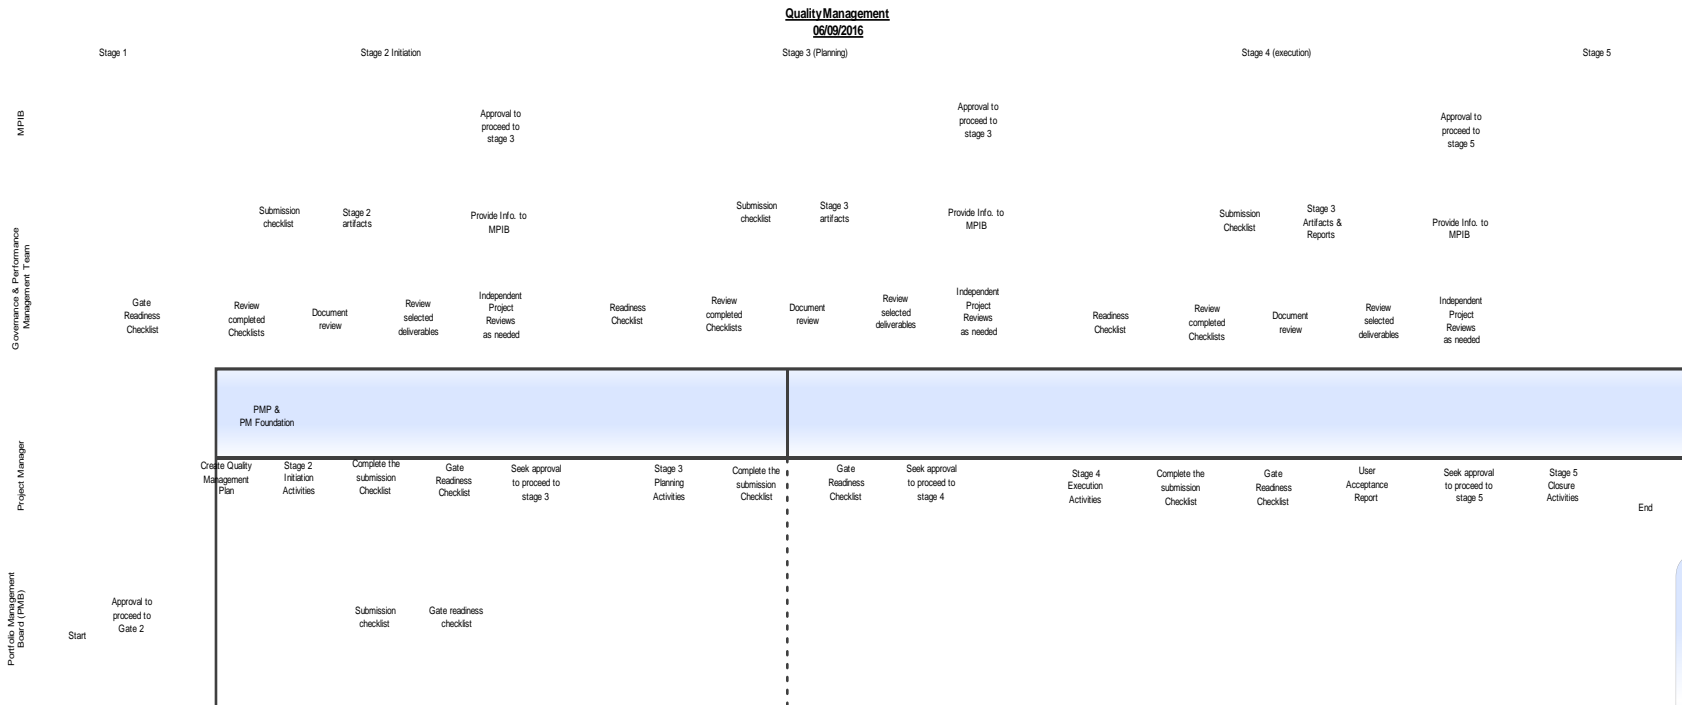 Quality Management
06/09/2016
Stage 1
Stage 2 Initiation
Stage 3 (Planning)
Stage 4 (execution)
Stage 5
MPIB
Approval to
proceed to
stage 3
Approval to
proceed to
stage 3
Approval to
proceed to
stage 5
Governance & Performance
Management Team
Submission
checklist
Stage 2
artifacts
Provide Info. to
MPIB
Submission
checklist
Stage 3
artifacts
Provide Info. to
MPIB
Submission
Checklist
Stage 3
Artifacts &
Reports
Provide Info. to
MPIB
Gate
Readiness
Checklist
Review
completed
Checklists
Document
review
Review
selected
deliverables
Independent
Project
Reviews
as needed
Readiness
Checklist
Review
completed
Checklists
Document
review
Review
selected
deliverables
Independent
Project
Reviews
as needed
Readiness
Checklist
Review
completed
Checklists
Document
review
Review
selected
deliverables
Independent
Project
Reviews
as needed
Project Manager
PMP &
PM Foundation
Create Quality
Management
Plan
Stage 2
Initiation
Activities
Complete the
submission
Checklist
Gate
Readiness
Checklist
Seek approval
to proceed to
stage 3
Stage 3
Planning
Activities
Complete the
submission
Checklist
Gate
Readiness
Checklist
Seek approval
to proceed to
stage 4
Stage 4
Execution
Activities
Complete the
submission
Checklist
Gate
Readiness
Checklist
User
Acceptance
Report
Seek approval
to proceed to
stage 5
Stage 5
Closure
Activities
End
Portfolio Management
Board (PMB)
Start
Approval to
proceed to
Gate 2
Submission
checklist
Gate readiness
checklist